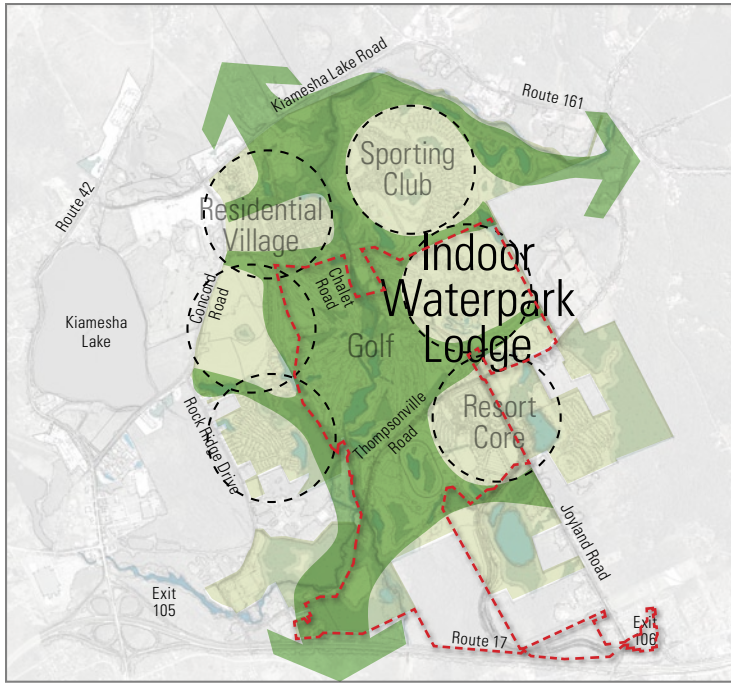 Kiamesha Lake Road
Route 161
Sporting
Club
Route 42
Residential
Village
Indoor
Waterpark
Lodge
Chalet
Road
Concord
Road
Kiamesha
Lake
Golf
Resort
Core
Thompsonville
Road
Rock Ridge Drive
Joyland Road
Exit
105
Route 17
Exit
106